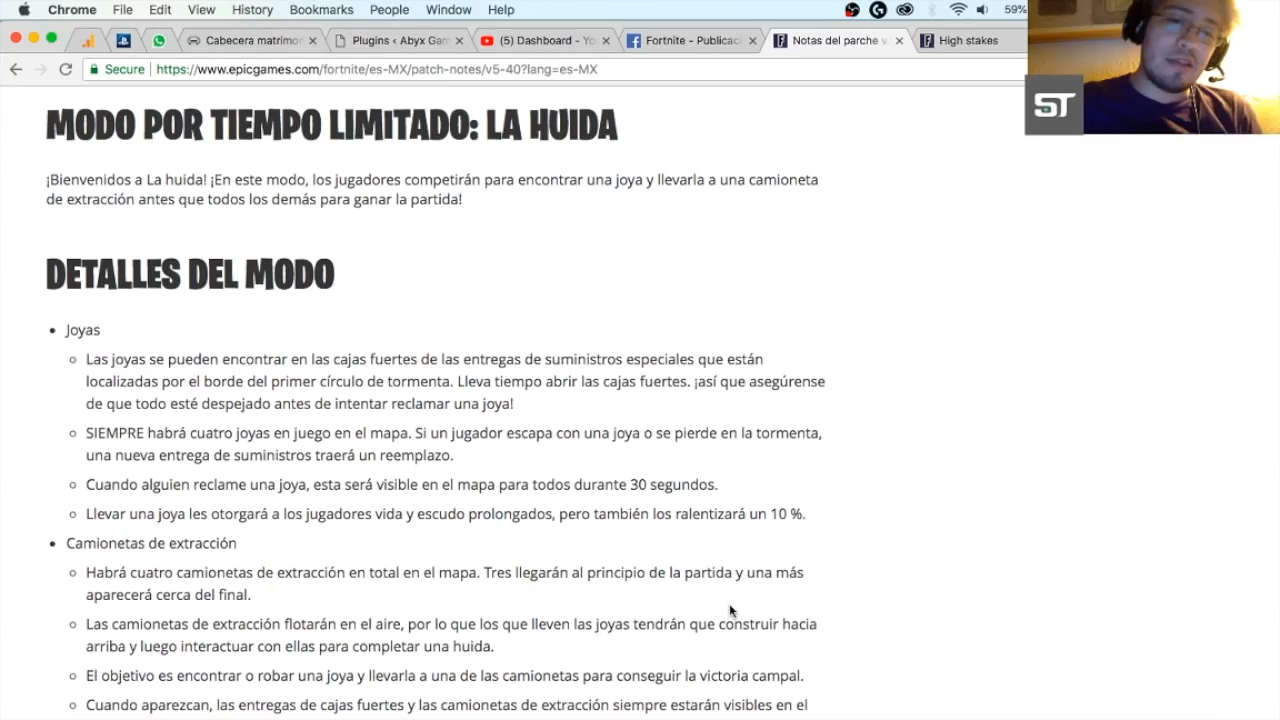 Chrome File Edit View History Bookmarks People Window Help 59%
Cabecera matrimon Plugins ‹ Abyx Gam (5) Dashboard - Yo Fortnite - Publicac Notas del parche v. High stakes
Secure https://www.epicgames.com/fortnite/es-MX/patch-notes/v5-40?lang=es-MX
ST
MODO POR TIEMPO LIMITADO: LA HUIDA
¡Bienvenidos a La huida! ¡En este modo, los jugadores competirán para encontrar una joya y llevarla a una camioneta
de extracción antes que todos los demás para ganar la partida!
DETALLES DEL MODO
• Joyas
Las joyas se pueden encontrar en las cajas fuertes de las entregas de suministros especiales que están
localizadas por el borde del primer círculo de tormenta. Lleva tiempo abrir las cajas fuertes. ¡así que asegúrense
de que todo esté despejado antes de intentar reclamar una joya!
SIEMPRE habrá cuatro joyas en juego en el mapa. Si un jugador escapa con una joya o se pierde en la tormenta,
una nueva entrega de suministros traerá un reemplazo.
Cuando alguien reclame una joya, esta será visible en el mapa para todos durante 30 segundos.
Llevar una joya les otorgará a los jugadores vida y escudo prolongados, pero también los ralentizará un 10 %.
• Camionetas de extracción
Habrá cuatro camionetas de extracción en total en el mapa. Tres llegarán al principio de la partida y una más
aparecerá cerca del final.
Las camionetas de extracción flotarán en el aire, por lo que los que lleven las joyas tendrán que construir hacia
arriba y luego interactuar con ellas para completar una huida.
El objetivo es encontrar o robar una joya y llevarla a una de las camionetas para conseguir la victoria campal.
Cuando aparezcan, las entregas de cajas fuertes y las camionetas de extracción siempre estarán visibles en el